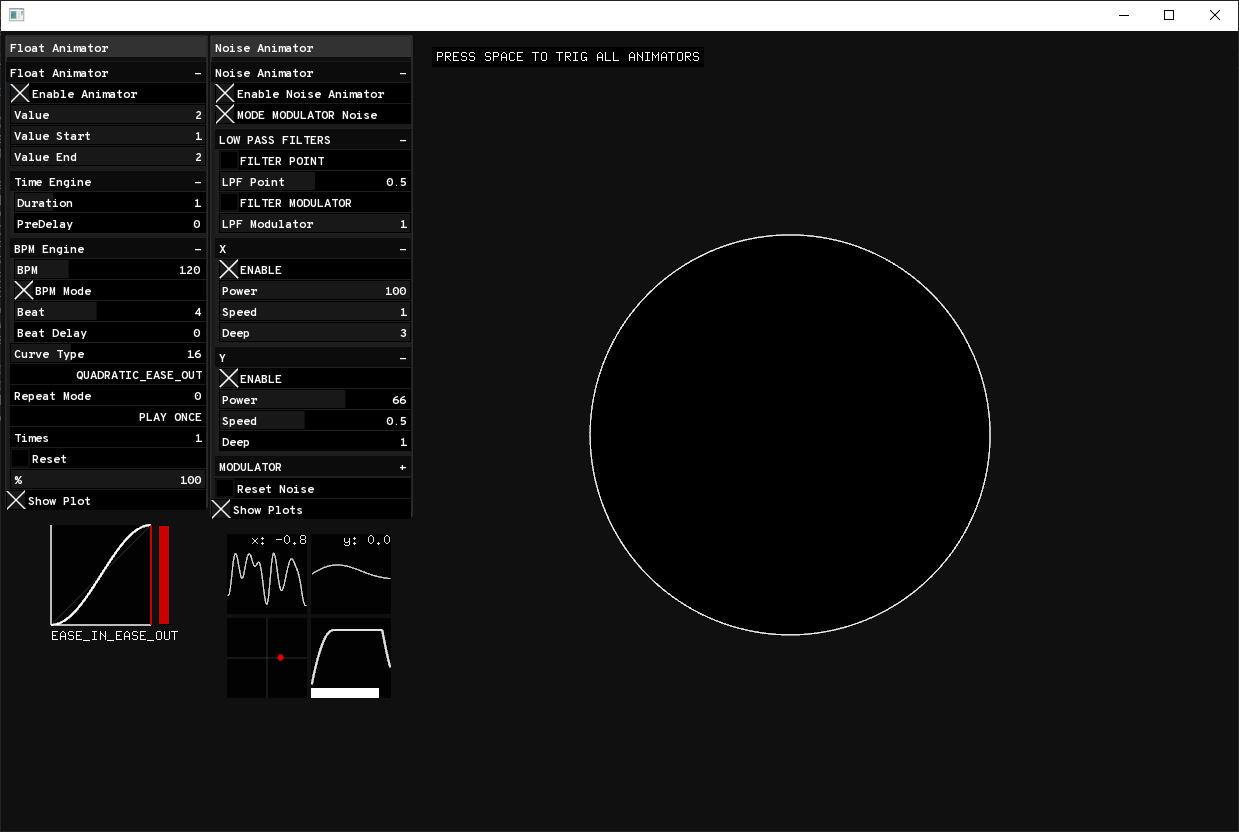 Float Animator
Float Animator -
Enable Animator
Value 2
Value Start 1
Value End 2
Time Engine -
Duration 1
PreDelay 0
BPM Engine -
BPM 120
BPM Mode
Beat 4
Beat Delay 0
Curve Type 16
QUADRATIC_EASE_OUT
Repeat Mode 0
PLAY ONCE
Times 1
Reset
% 100
Show Plot
EASE_IN_EASE_OUT
Noise Animator
Noise Animator -
Enable Noise Animator
MODE MODULATOR Noise
LOW PASS FILTERS -
FILTER POINT
LPF Point 0.5
FILTER MODULATOR
LPF Modulator 1
X -
ENABLE
Power 100
Speed 1
Deep 3
Y -
ENABLE
Power 66
Speed 0.5
Deep 1
MODULATOR +
Reset Noise
Show Plots
x: -0.8 y: 0.0
PRESS SPACE TO TRIG ALL ANIMATORS